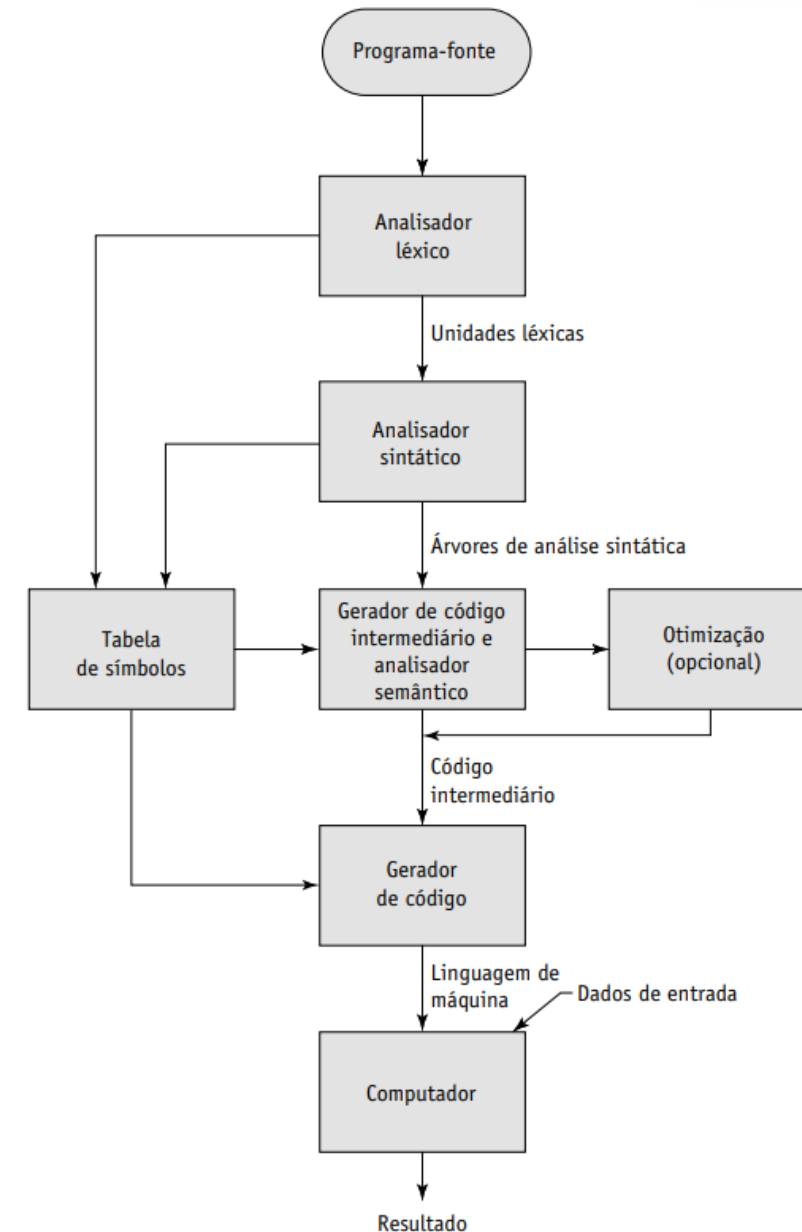 Programa-fonte
Analisador
léxico
Unidades léxicas
Analisador
sintático
Árvores de análise sintática
Tabela
de símbolos
Gerador de código
intermediário e
analisador
semântico
Otimização
(opcional)
Código
intermediário
Gerador
de código
Linguagem de
máquina
Dados de entrada
Computador
Resultado